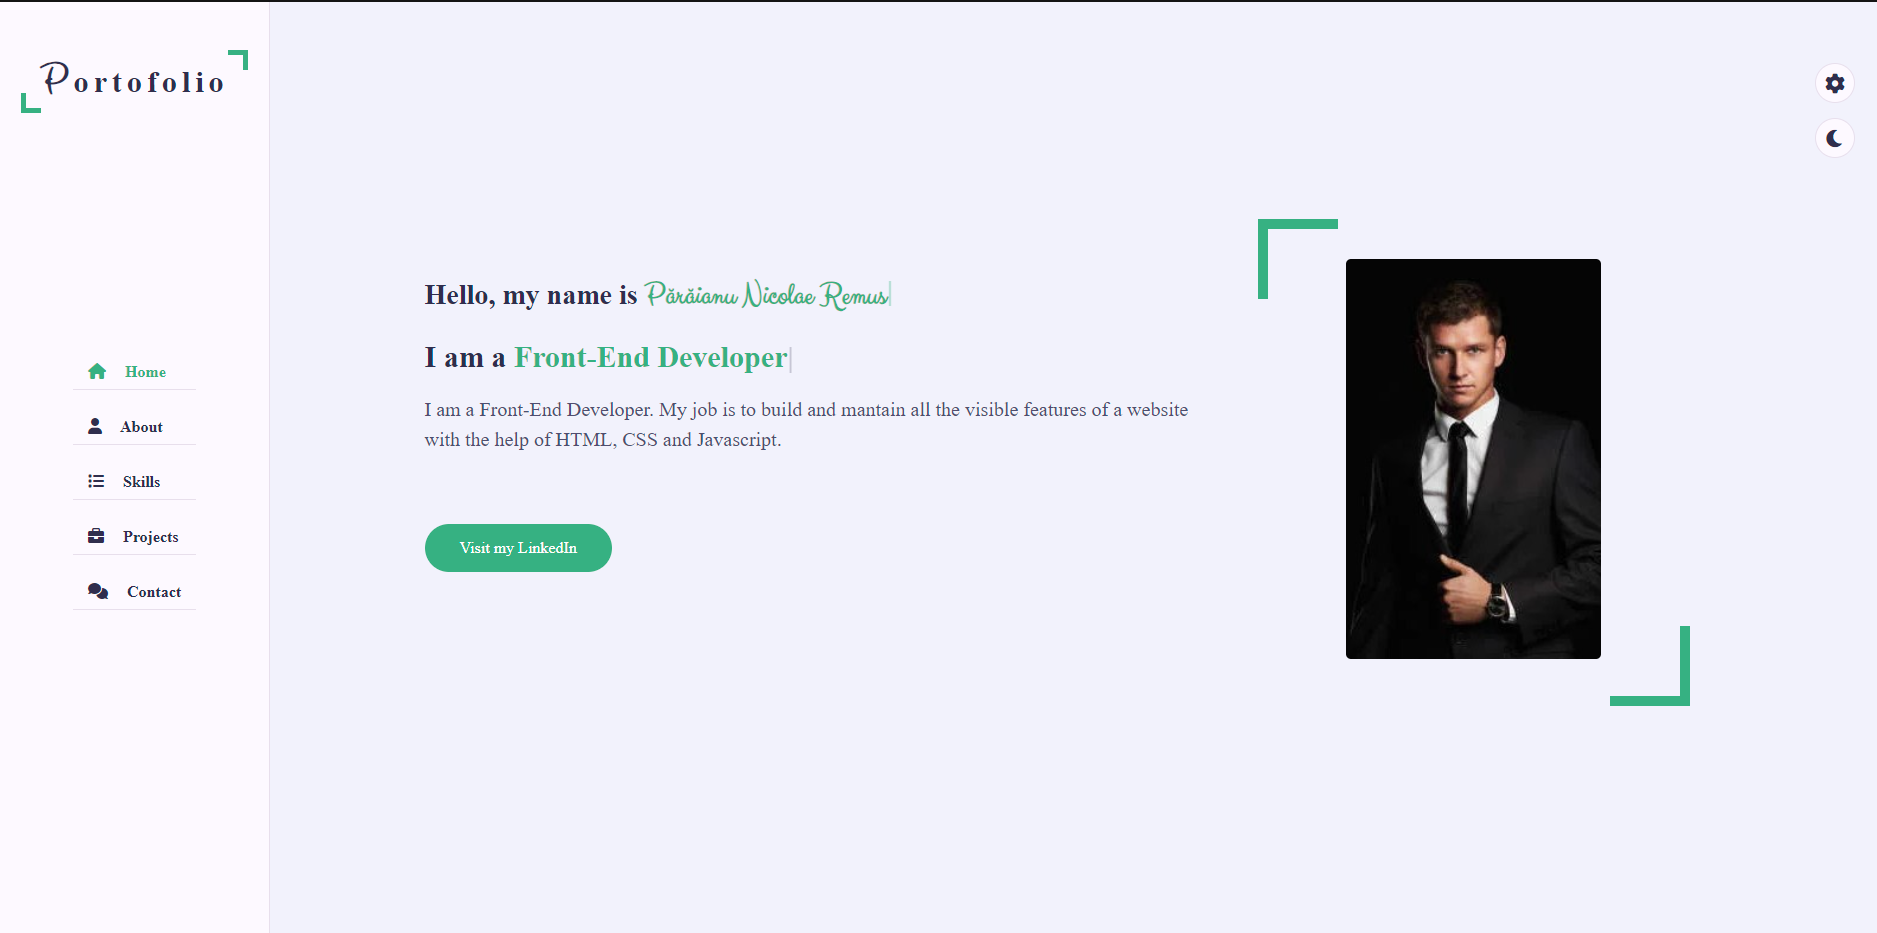 Portofolio
Home
About
Skills
Projects
Contact
Hello, my name is Părăianu Nicolae Remus
I am a Front-End Developer
I am a Front-End Developer. My job is to build and mantain all the visible features of a website
with the help of HTML, CSS and Javascript.
Visit my LinkedIn